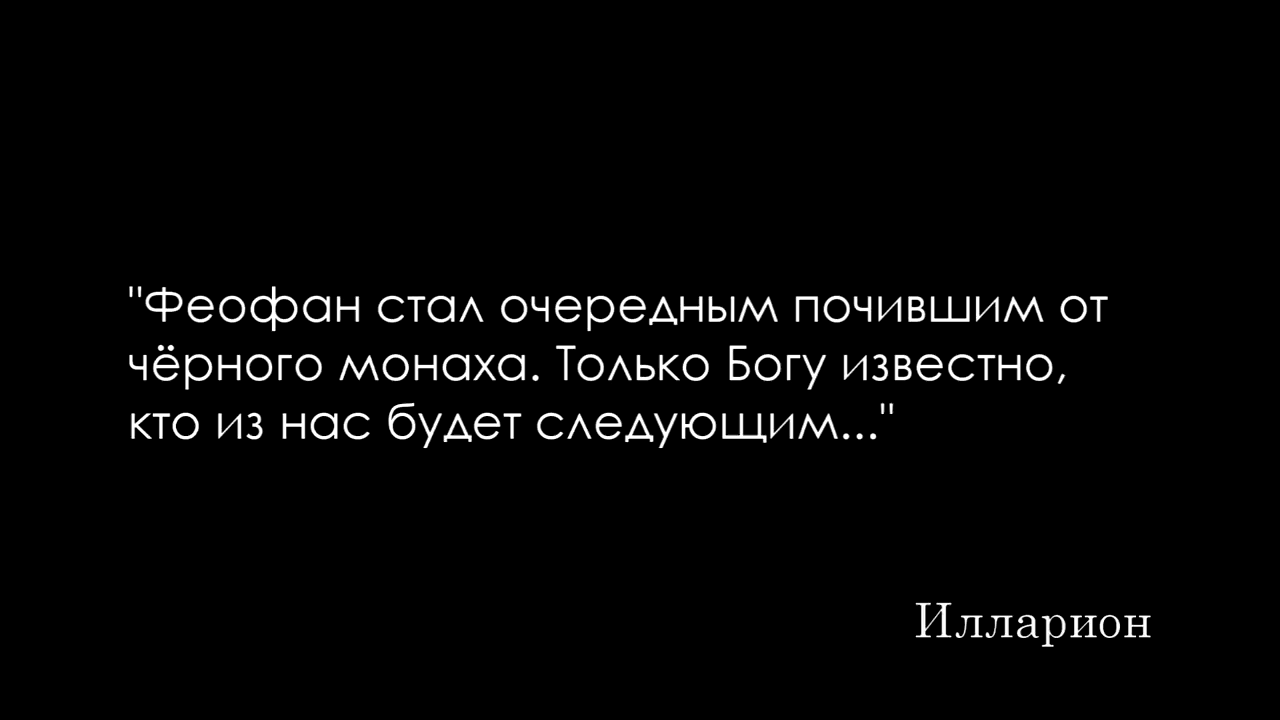 "Феофан стал очередным почившим от
чёрного монаха. Только Богу известно,
кто из нас будет следующим..."
Илларион